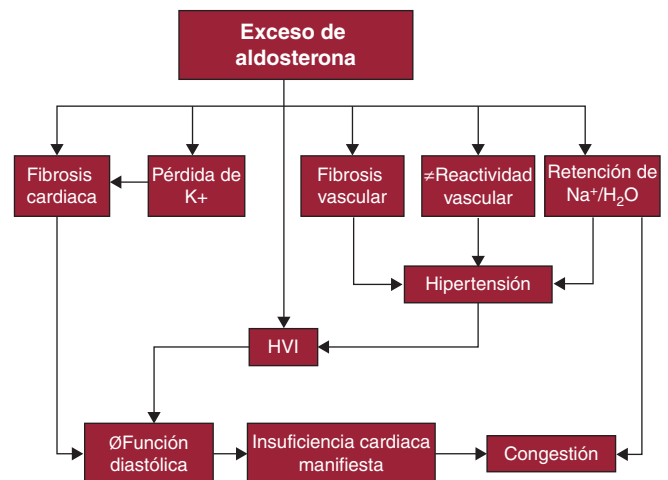 Exceso de
aldosterona
Fibrosis
cardiaca
Pérdida de
K+
Fibrosis
vascular
≠Reactividad
vascular
Retención de
Na⁺/H₂O
Hipertensión
HVI
ØFunción
diastólica
Insuficiencia cardiaca
manifiesta
Congestión